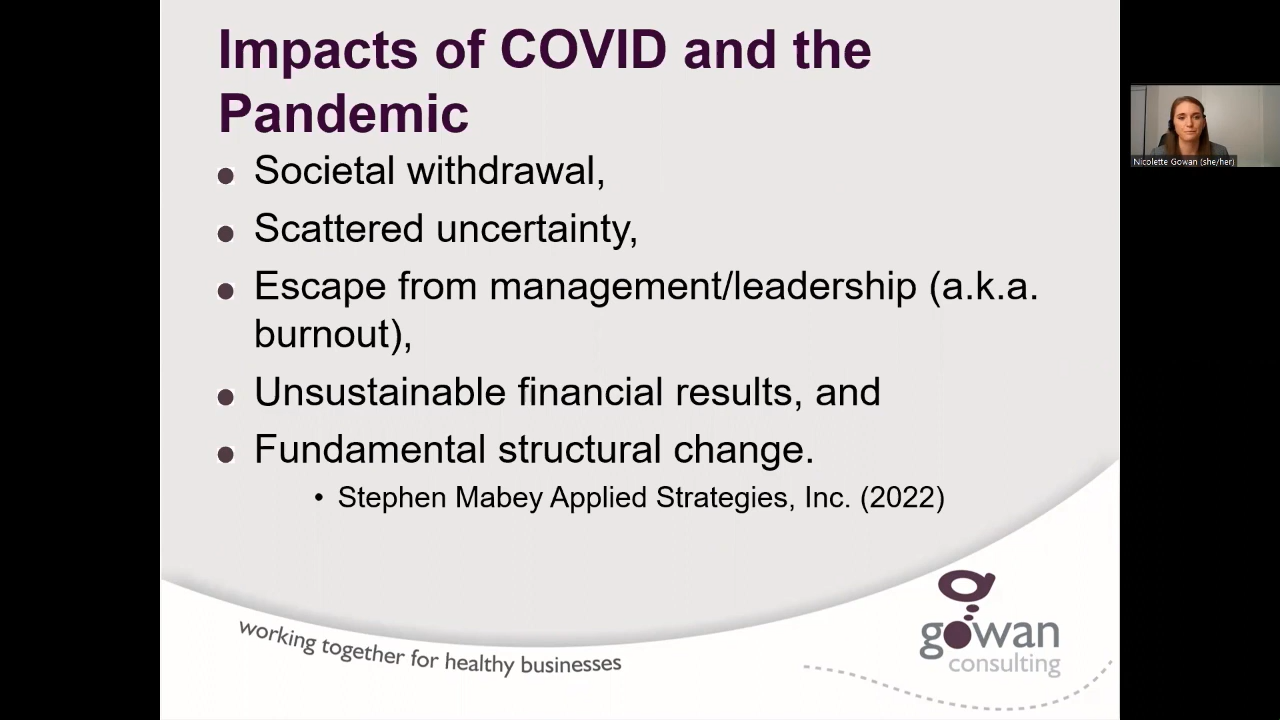 Impacts of COVID and the
Pandemic
Societal withdrawal,
Scattered uncertainty,
Escape from management/leadership (a.k.a.
burnout),
Unsustainable financial results, and
Fundamental structural change.
• Stephen Mabey Applied Strategies, Inc. (2022)
working together for healthy businesses
gowan
consulting
Nicolette Gowan (she/her)